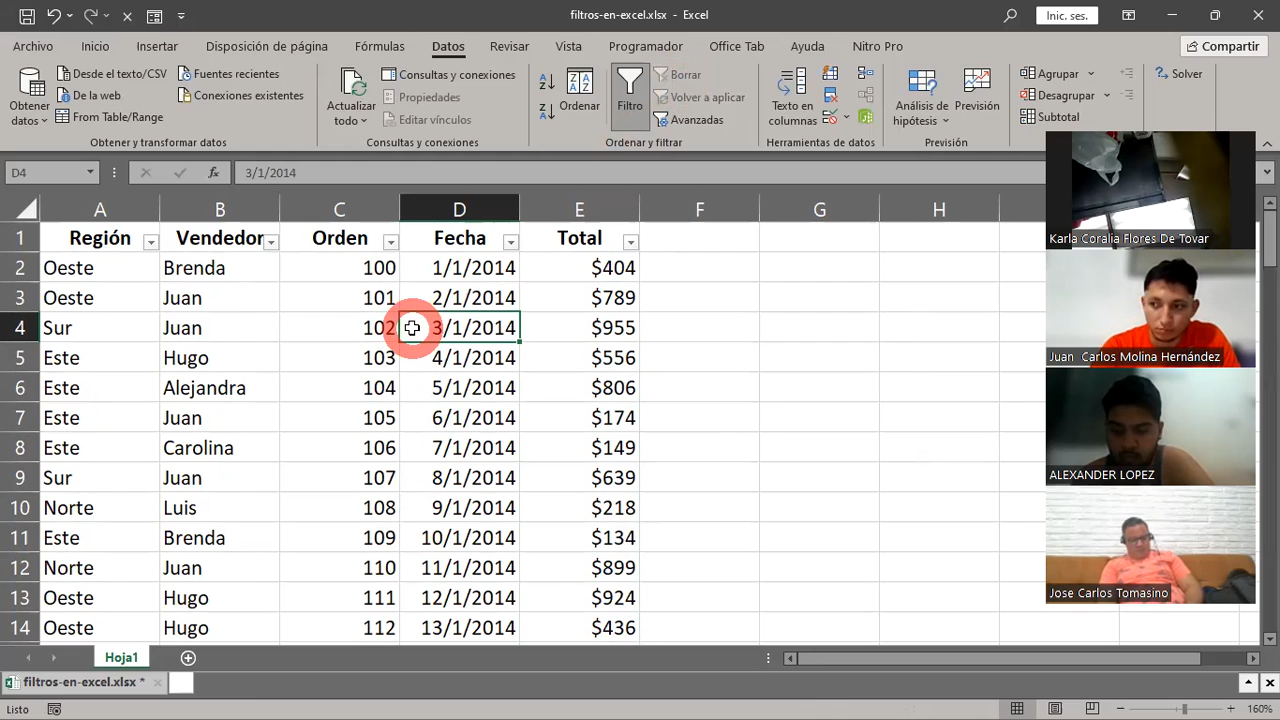 filtros-en-excel.xlsx - Excel
Inic. ses.
Archivo Inicio Insertar Disposición de página Fórmulas Datos Revisar Vista Programador Office Tab Ayuda Nitro Pro Compartir
Obtener datos
Desde el texto/CSV
De la web
From Table/Range
Fuentes recientes
Conexiones existentes
Obtener y transformar datos
Actualizar todo
Consultas y conexiones
Propiedades
Editar vínculos
Consultas y conexiones
Ordenar
Filtro
Borrar
Volver a aplicar
Avanzadas
Ordenar y filtrar
Texto en columnas
Herramientas de datos
Análisis de hipótesis
Previsión
Previsión
Agrupar
Desagrupar
Subtotal
Solver
D4 fx 3/1/2014
A B C D E F G H
1 Región Vendedor Orden Fecha Total
2 Oeste Brenda 100 1/1/2014 $404
3 Oeste Juan 101 2/1/2014 $789
4 Sur Juan 102 3/1/2014 $955
5 Este Hugo 103 4/1/2014 $556
6 Este Alejandra 104 5/1/2014 $806
7 Este Juan 105 6/1/2014 $174
8 Este Carolina 106 7/1/2014 $149
9 Sur Juan 107 8/1/2014 $639
10 Norte Luis 108 9/1/2014 $218
11 Este Brenda 109 10/1/2014 $134
12 Norte Juan 110 11/1/2014 $899
13 Oeste Hugo 111 12/1/2014 $924
14 Oeste Hugo 112 13/1/2014 $436
Karla Coralia Flores De Tovar
Juan Carlos Molina Hernández
ALEXANDER LOPEZ
Jose Carlos Tomasino
Hoja1
filtros-en-excel.xlsx *
Listo
160%